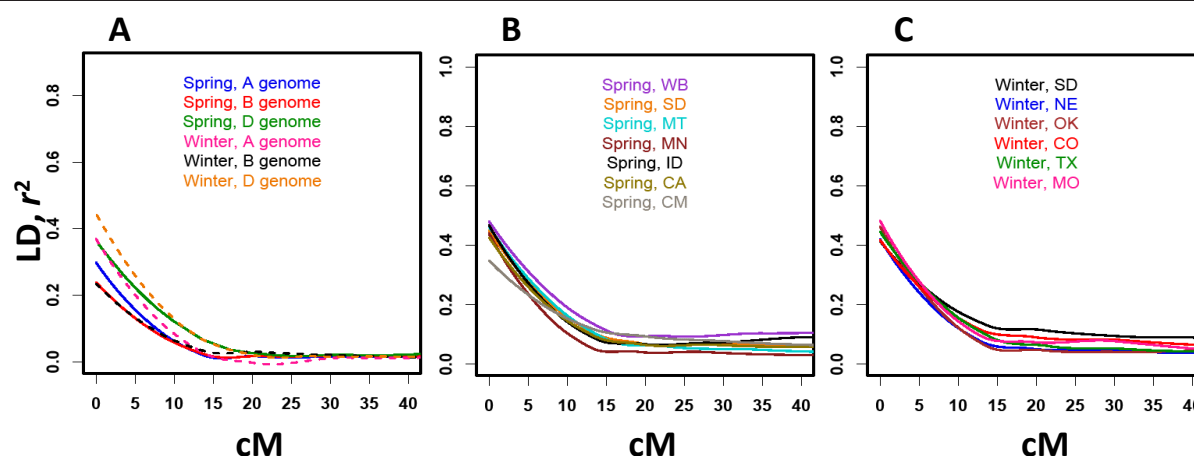 A
B
C
LD, r²
0.0
0.2
0.4
0.6
0.8
Spring, A genome
Spring, B genome
Spring, D genome
Winter, A genome
Winter, B genome
Winter, D genome
0 5 10 15 20 25 30 35 40
cM
0.0
0.2
0.4
0.6
0.8
1.0
Spring, WB
Spring, SD
Spring, MT
Spring, MN
Spring, ID
Spring, CA
Spring, CM
0 5 10 15 20 25 30 35 40
cM
0.0
0.2
0.4
0.6
0.8
1.0
Winter, SD
Winter, NE
Winter, OK
Winter, CO
Winter, TX
Winter, MO
0 5 10 15 20 25 30 35 40
cM